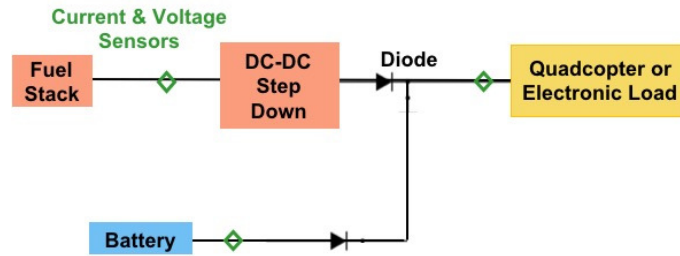 Current & Voltage
Sensors
Fuel
Stack
DC-DC
Step
Down
Diode
Quadcopter or
Electronic Load
Battery